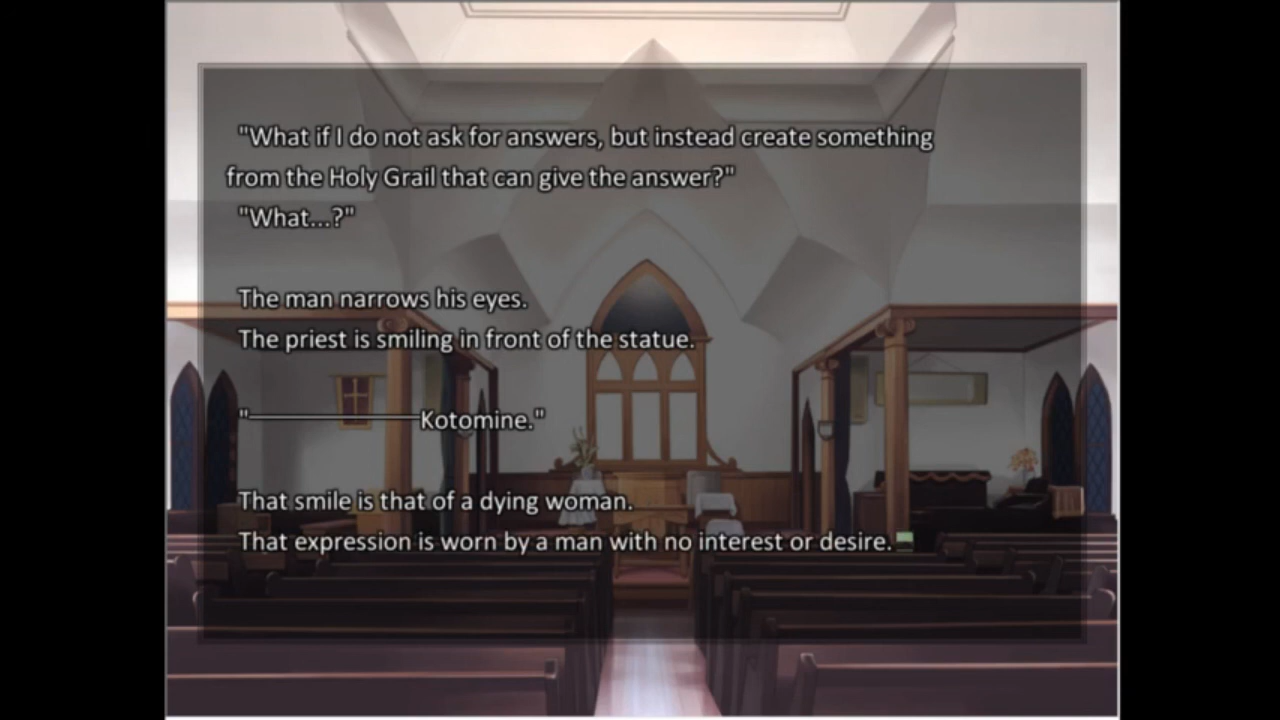 "What if I do not ask for answers, but instead create something
from the Holy Grail that can give the answer?"
"What...?"
The man narrows his eyes.
The priest is smiling in front of the statue.
"―――――――Kotomine."
That smile is that of a dying woman.
That expression is worn by a man with no interest or desire.